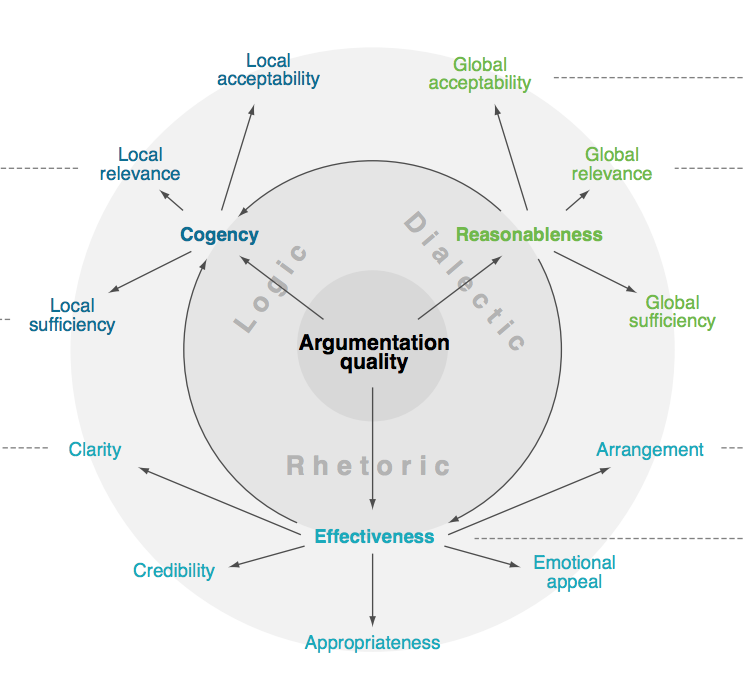 Local
acceptability
Global
acceptability
Local
relevance
Global
relevance
Cogency
Reasonableness
Logic
Dialectic
Local
sufficiency
Global
sufficiency
Argumentation
quality
Clarity
Rhetoric
Arrangement
Effectiveness
Credibility
Emotional
appeal
Appropriateness